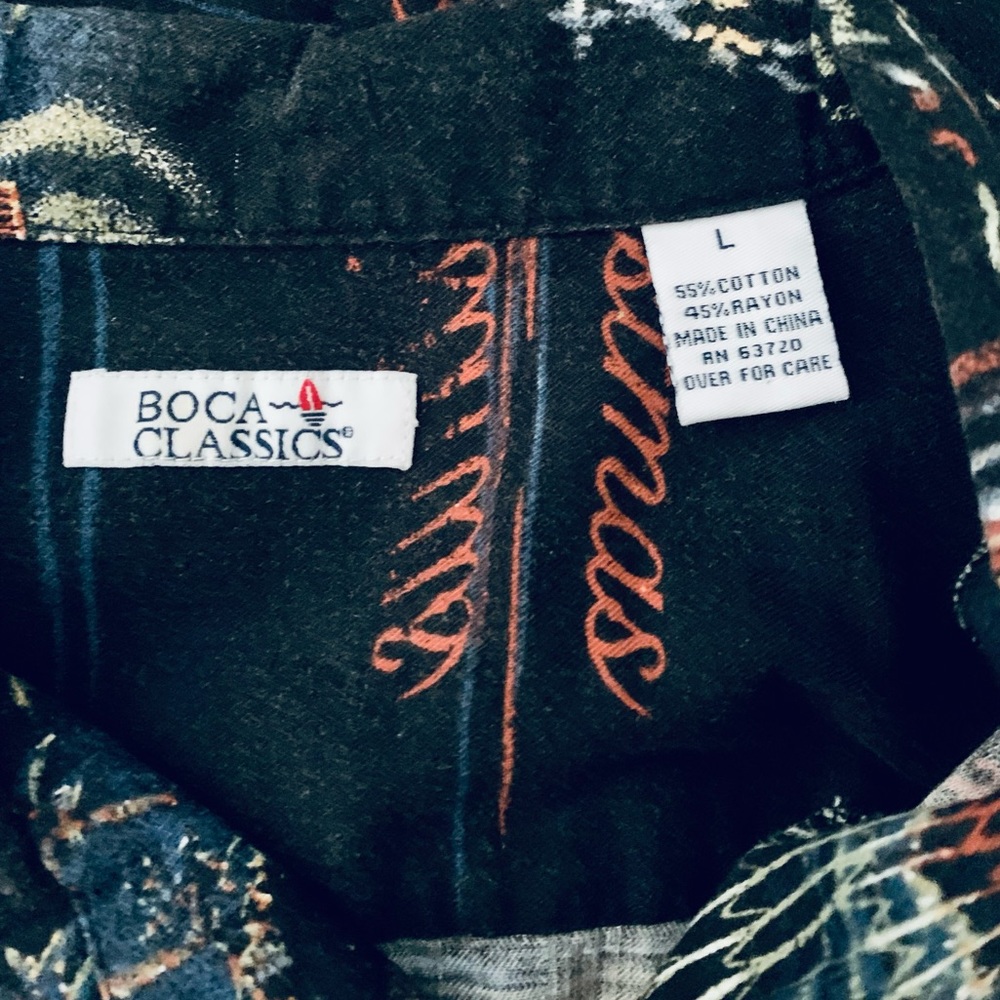 BOCA
CLASSICS®
L
55%COTTON
45%RAYON
MADE IN CHINA
RN 63720
OVER FOR CARE